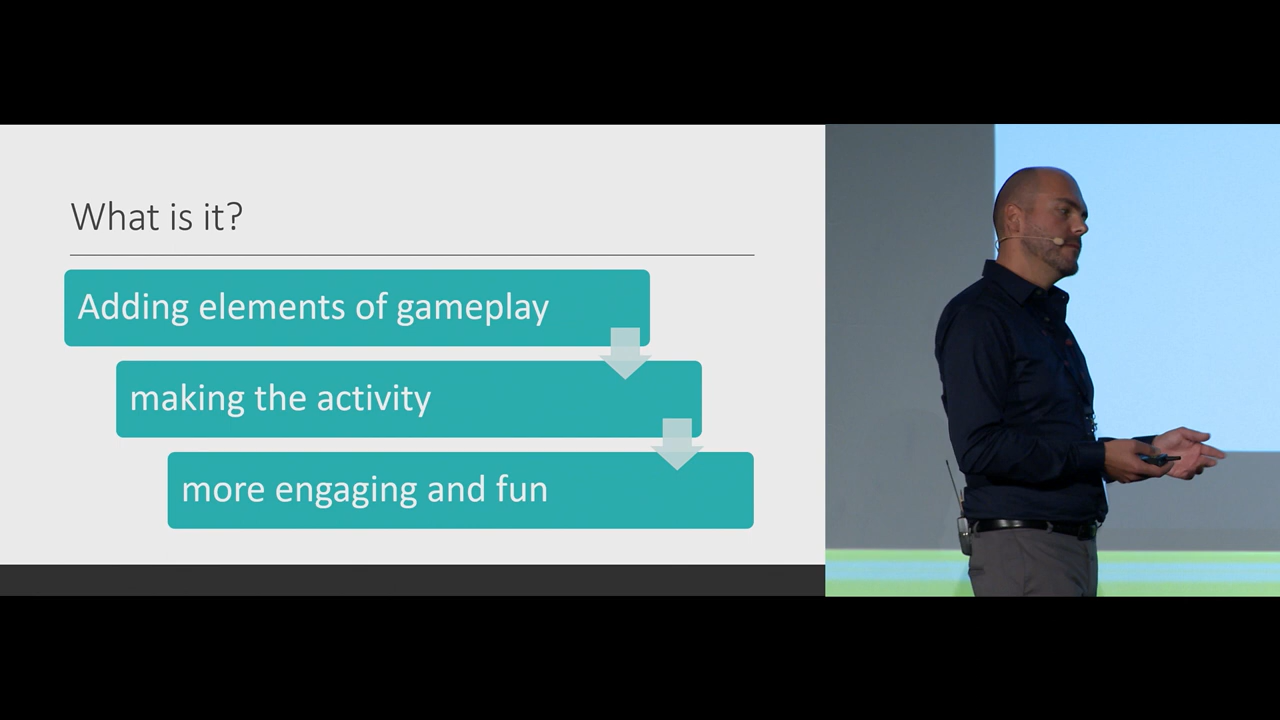 What is it?
Adding elements of gameplay
making the activity
more engaging and fun